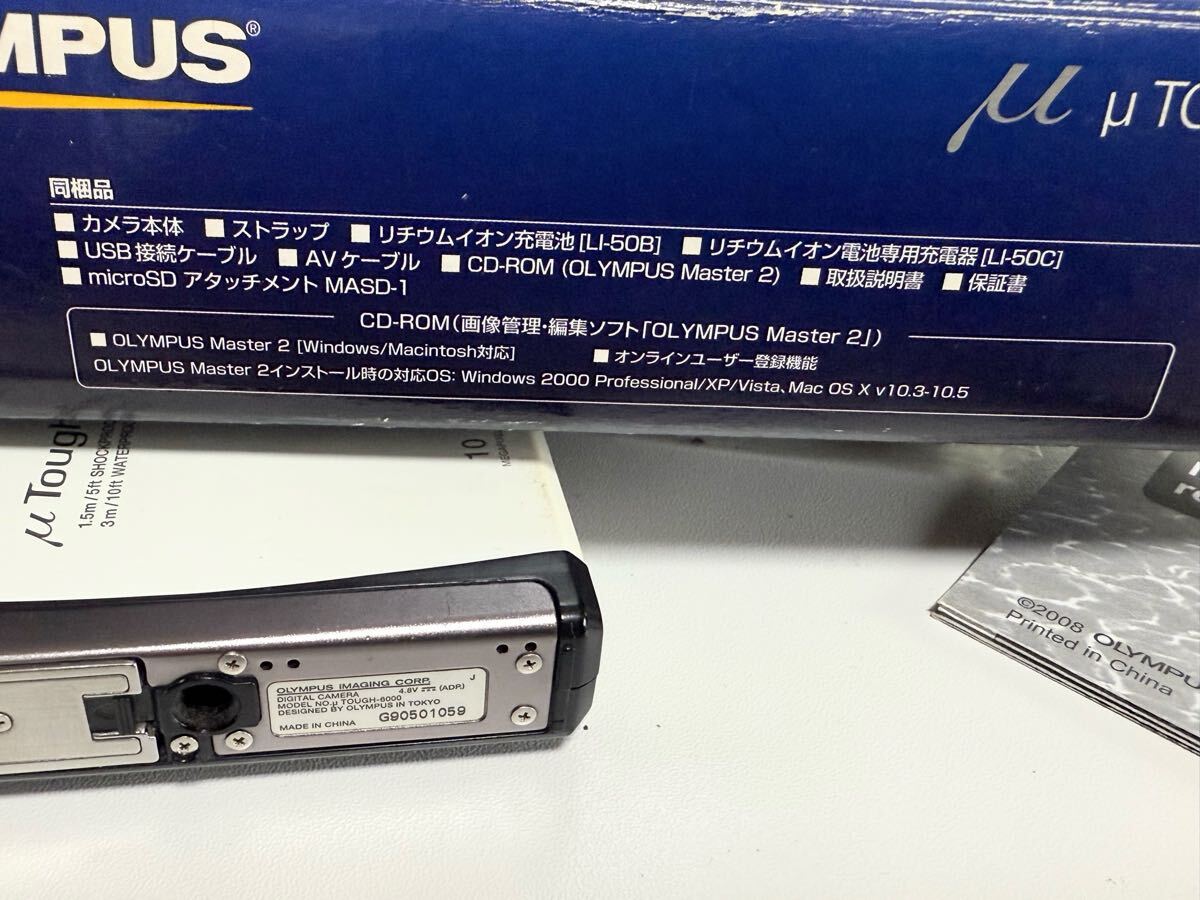 MPUS®
μ μ TO
同梱品
■ カメラ本体 ■ ストラップ ■ リチウムイオン充電池 [LI-50B] ■ リチウムイオン電池専用充電器 [LI-50C]
■ USB接続ケーブル ■ AVケーブル ■ CD-ROM (OLYMPUS Master 2) ■ 取扱説明書 ■ 保証書
■ microSD アタッチメント MASD-1
CD-ROM(画像管理・編集ソフト「OLYMPUS Master 2」)
■ OLYMPUS Master 2 [Windows/Macintosh対応] ■ オンラインユーザー登録機能
OLYMPUS Master 2インストール時の対応OS: Windows 2000 Professional/XP/Vista、Mac OS X v10.3-10.5
μ Tough
1.5m/5ft SHOCKPROOF
3m/10ft WATERPROOF
10
©2008 OLYMPUS
Printed in China
OLYMPUS IMAGING CORP. J
DIGITAL CAMERA 4.8V (ADP.)
MODEL NO.μ TOUGH-6000
DESIGNED BY OLYMPUS IN TOKYO
MADE IN CHINA G90501059